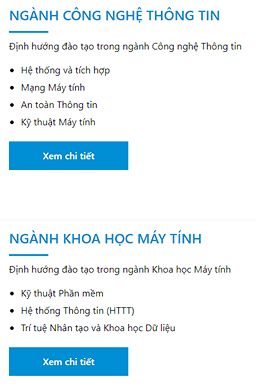 NGÀNH CÔNG NGHỆ THÔNG TIN
Định hướng đào tạo trong ngành Công nghệ Thông tin
Hệ thống và tích hợp
Mạng Máy tính
An toàn Thông tin
Kỹ thuật Máy tính
Xem chi tiết
NGÀNH KHOA HỌC MÁY TÍNH
Định hướng đào tạo trong ngành Khoa học Máy tính
Kỹ thuật Phần mềm
Hệ thống Thông tin (HTTT)
Trí tuệ Nhân tạo và Khoa học Dữ liệu
Xem chi tiết